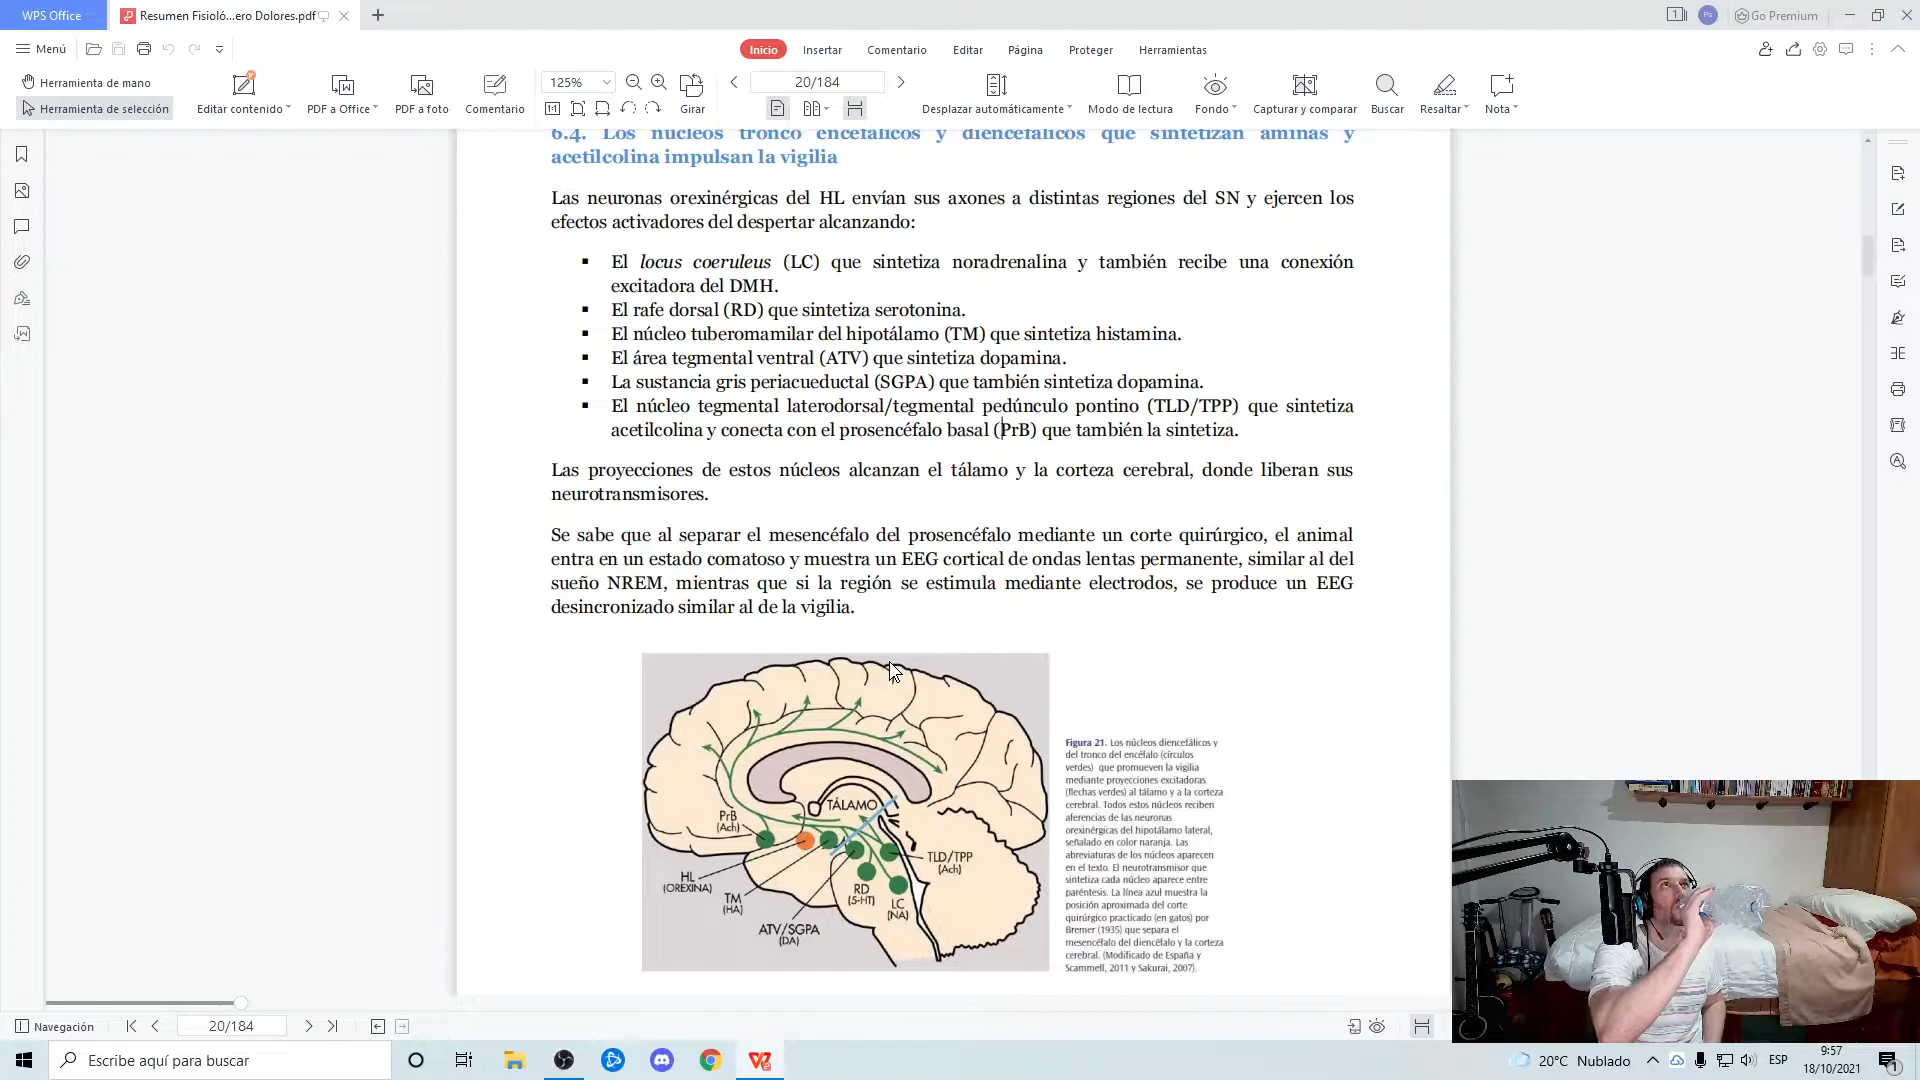 WPS Office
Resumen Fisioló...ero Dolores.pdf
Go Premium
Menú
Inicio
Insertar
Comentario
Editar
Página
Proteger
Herramientas
Herramienta de mano
Herramienta de selección
Editar contenido
PDF a Office
PDF a foto
Comentario
125%
Girar
20/184
Desplazar automáticamente
Modo de lectura
Fondo
Capturar y comparar
Buscar
Resaltar
Nota
6.4. Los núcleos tronco encefálicos y diencefálicos que sintetizan aminas y
acetilcolina impulsan la vigilia
Las neuronas orexinérgicas del HL envían sus axones a distintas regiones del SN y ejercen los
efectos activadores del despertar alcanzando:
▪ El locus coeruleus (LC) que sintetiza noradrenalina y también recibe una conexión
excitadora del DMH.
▪ El rafe dorsal (RD) que sintetiza serotonina.
▪ El núcleo tuberomamilar del hipotálamo (TM) que sintetiza histamina.
▪ El área tegmental ventral (ATV) que sintetiza dopamina.
▪ La sustancia gris periacueductal (SGPA) que también sintetiza dopamina.
▪ El núcleo tegmental laterodorsal/tegmental pedúnculo pontino (TLD/TPP) que sintetiza
acetilcolina y conecta con el prosencéfalo basal (PrB) que también la sintetiza.
Las proyecciones de estos núcleos alcanzan el tálamo y la corteza cerebral, donde liberan sus
neurotransmisores.
Se sabe que al separar el mesencéfalo del prosencéfalo mediante un corte quirúrgico, el animal
entra en un estado comatoso y muestra un EEG cortical de ondas lentas permanente, similar al del
sueño NREM, mientras que si la región se estimula mediante electrodos, se produce un EEG
desincronizado similar al de la vigilia.
TÁLAMO
PrB
(Ach)
HL
(OREXINA)
TM
(HA)
ATV/SGPA
(DA)
RD
(5-HT)
LC
(NA)
TLD/TPP
(Ach)
Figura 21. Los núcleos diencefálicos y
del tronco del encéfalo (círculos
verdes) que promueven la vigilia
mediante proyecciones excitadoras
(flechas verdes) al tálamo y a la corteza
cerebral. Todos estos núcleos reciben
aferencias de las neuronas
orexinérgicas del hipotálamo lateral,
señalado en color naranja. Las
abreviaturas de los núcleos aparecen
en el texto. El neurotransmisor que
sintetiza cada núcleo aparece entre
paréntesis. La línea azul muestra la
posición aproximada del corte
quirúrgico practicado (en gatos) por
Bremer (1935) que separa el
mesencéfalo del diencéfalo y la corteza
cerebral. (Modificado de España y
Scammell, 2011 y Sakurai, 2007).
Navegación
20/184
Escribe aquí para buscar
20°C Nublado
ESP
9:57
18/10/2021